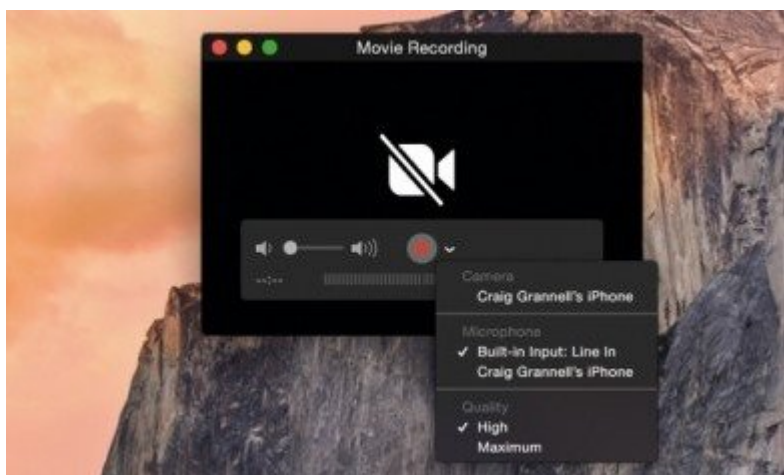 Movie Recording
--:--
Camera
Craig Grannell's iPhone
Microphone
✓ Built-in Input: Line In
Craig Grannell's iPhone
Quality
✓ High
Maximum